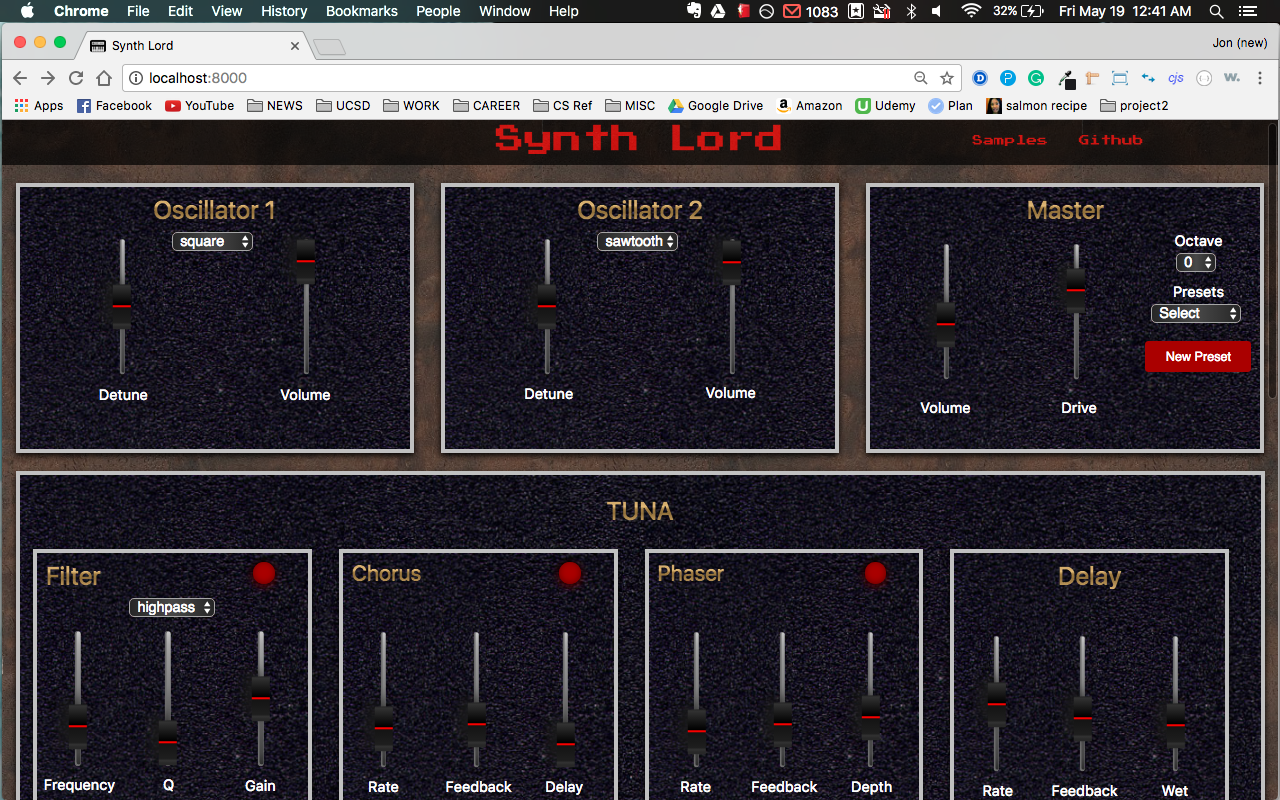 Chrome File Edit View History Bookmarks People Window Help 1083 32% Fri May 19 12:41 AM
Synth Lord Jon (new)
localhost:8000 cjs w.
Apps Facebook YouTube NEWS UCSD WORK CAREER CS Ref MISC Google Drive Amazon Udemy Plan salmon recipe project2
Synth Lord Samples Github
Oscillator 1
square
Detune Volume
Oscillator 2
sawtooth
Detune Volume
Master
Octave
0
Presets
Select
New Preset
Volume Drive
TUNA
Filter
highpass
Frequency Q Gain
Chorus
Rate Feedback Delay
Phaser
Rate Feedback Depth
Delay
Rate Feedback Wet